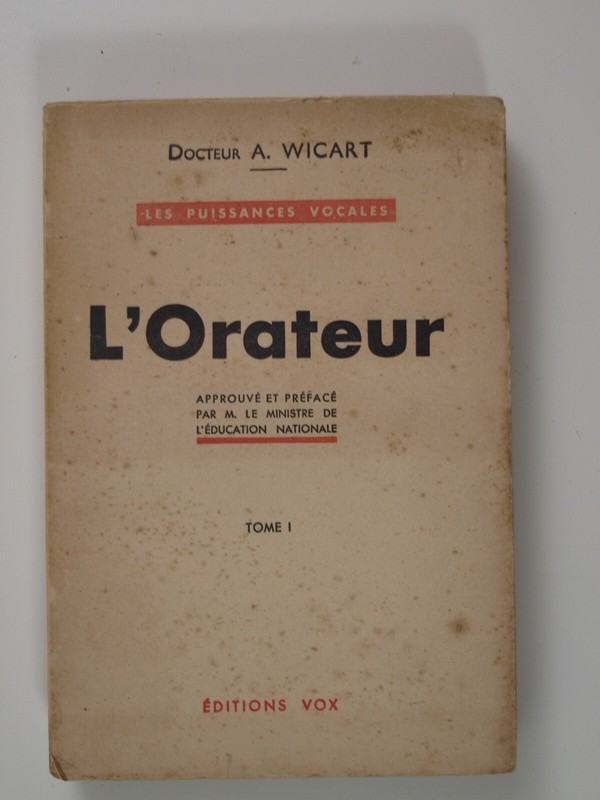 DOCTEUR A. WICART
LES PUISSANCES VOCALES
L'Orateur
APPROUVÉ ET PRÉFACÉ
PAR M. LE MINISTRE DE
L'ÉDUCATION NATIONALE
TOME I
ÉDITIONS VOX